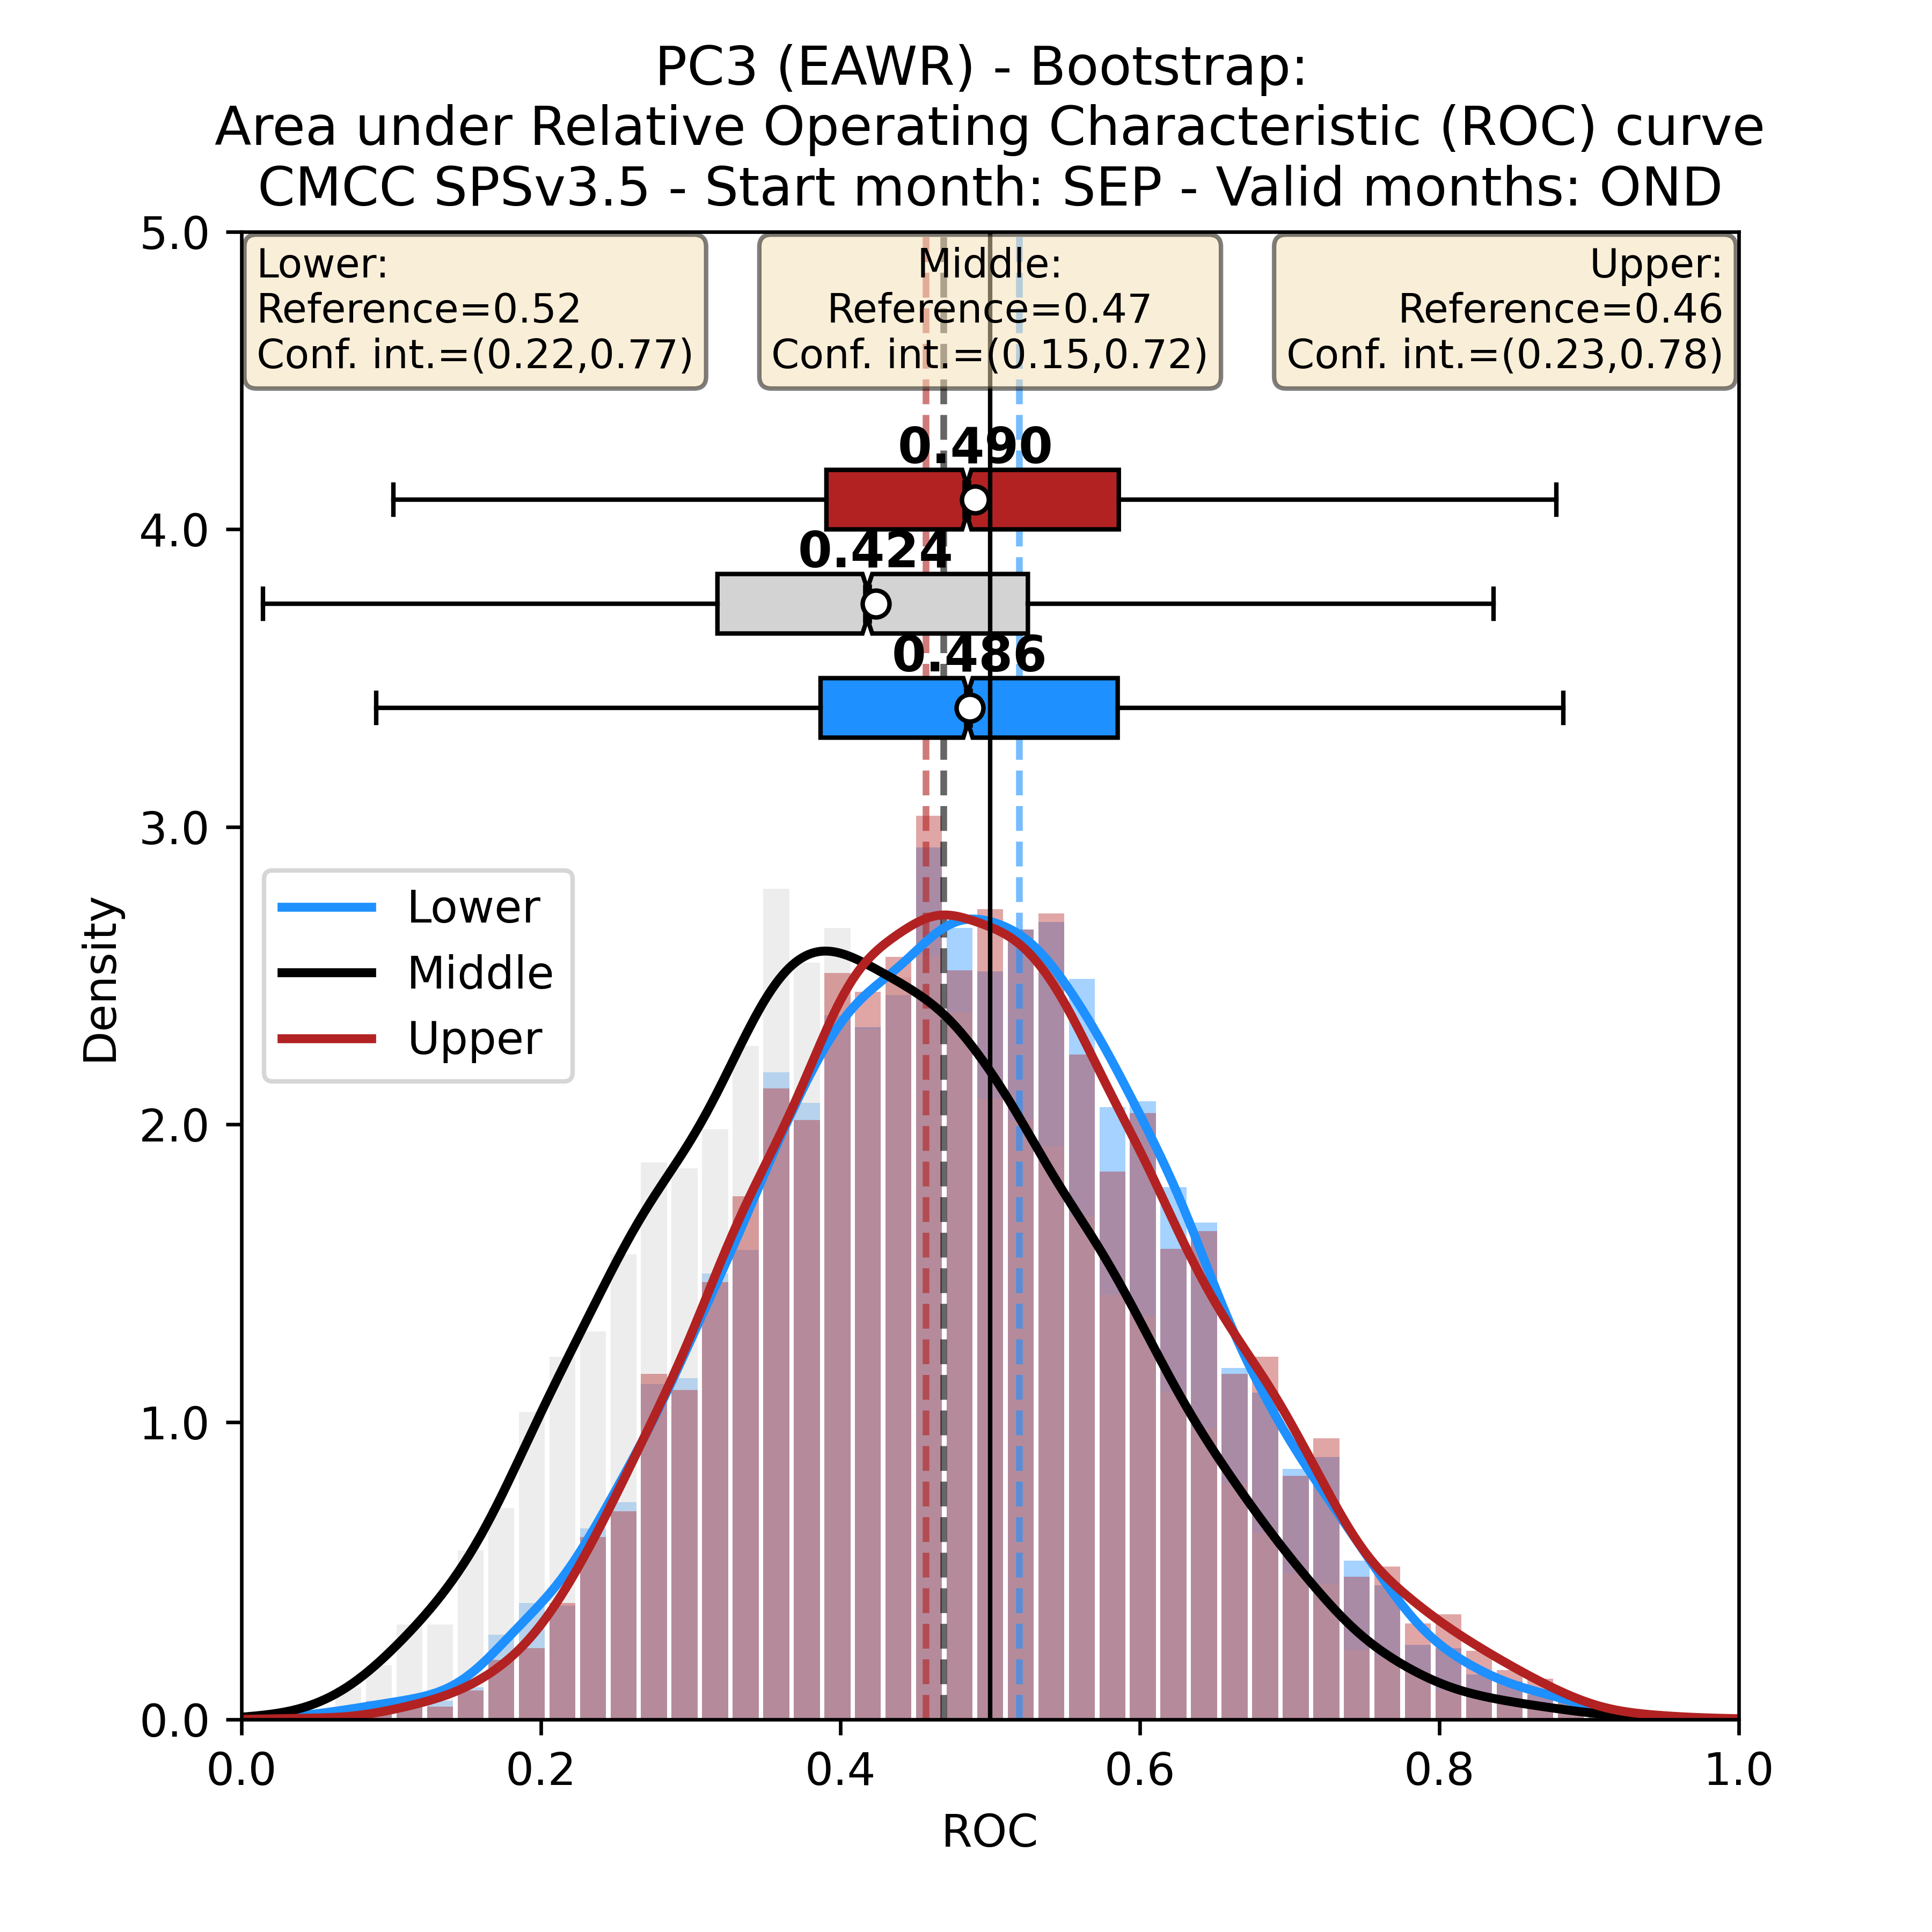 PC3 (EAWR) - Bootstrap:
Area under Relative Operating Characteristic (ROC) curve
CMCC SPSv3.5 - Start month: SEP - Valid months: OND
Lower:
Reference=0.52
Conf. int.=(0.22,0.77)
Middle:
Reference=0.47
Conf. int.=(0.15,0.72)
Upper:
Reference=0.46
Conf. int.=(0.23,0.78)
0.490
0.424
0.486
Lower
Middle
Upper
Density
5.0
4.0
3.0
2.0
1.0
0.0
0.0
0.2
0.4
0.6
0.8
1.0
ROC